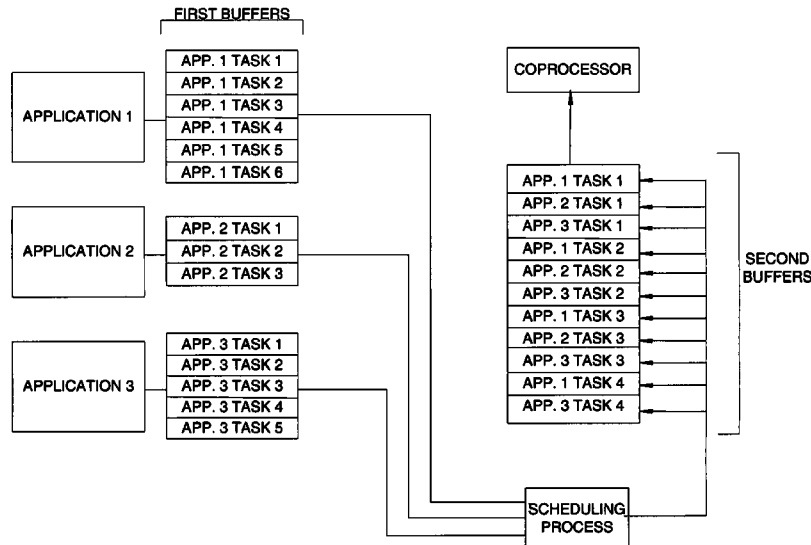 FIRST BUFFERS
APPLICATION 1
APP. 1 TASK 1
APP. 1 TASK 2
APP. 1 TASK 3
APP. 1 TASK 4
APP. 1 TASK 5
APP. 1 TASK 6
APPLICATION 2
APP. 2 TASK 1
APP. 2 TASK 2
APP. 2 TASK 3
APPLICATION 3
APP. 3 TASK 1
APP. 3 TASK 2
APP. 3 TASK 3
APP. 3 TASK 4
APP. 3 TASK 5
COPROCESSOR
APP. 1 TASK 1
APP. 2 TASK 1
APP. 3 TASK 1
APP. 1 TASK 2
APP. 2 TASK 2
APP. 3 TASK 2
APP. 1 TASK 3
APP. 2 TASK 3
APP. 3 TASK 3
APP. 1 TASK 4
APP. 3 TASK 4
SECOND
BUFFERS
SCHEDULING
PROCESS